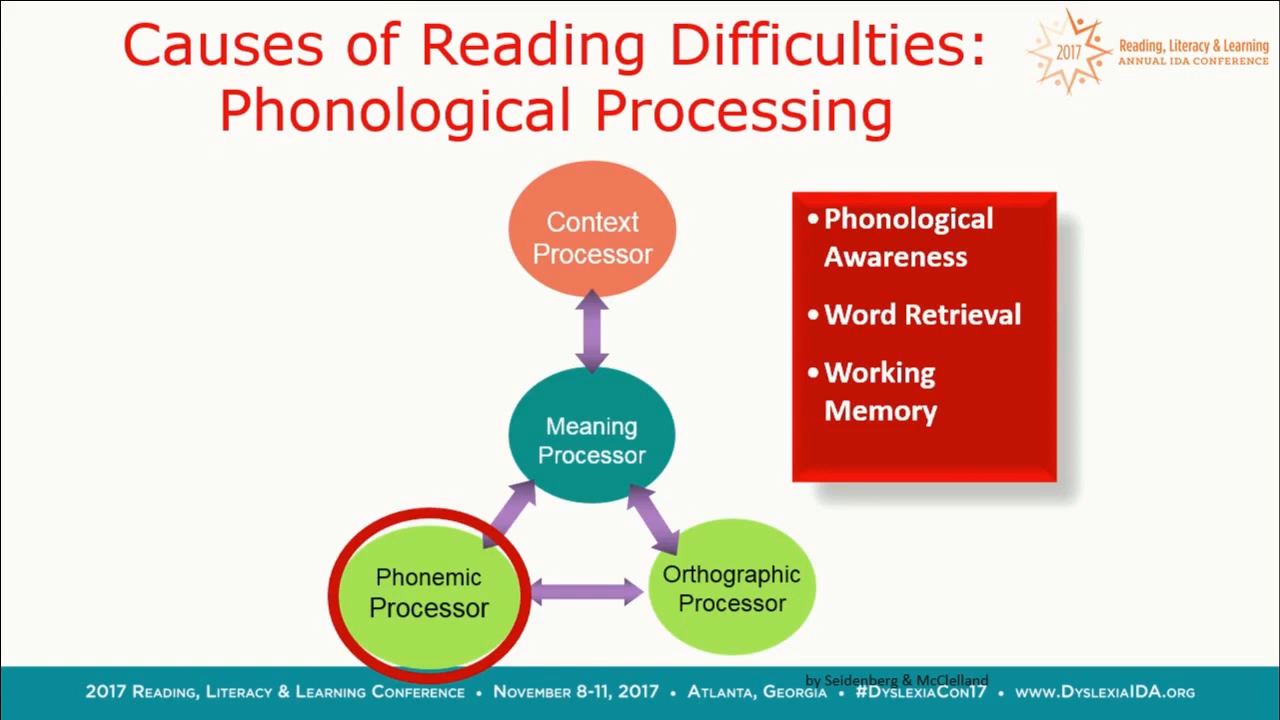 Causes of Reading Difficulties:
Phonological Processing
2017
Reading, Literacy & Learning
ANNUAL IDA CONFERENCE
Context
Processor
• Phonological
Awareness
• Word Retrieval
• Working
Memory
Meaning
Processor
Phonemic
Processor
Orthographic
Processor
by Seidenberg & McClelland
2017 Reading, Literacy & Learning Conference • November 8-11, 2017 • Atlanta, Georgia • #DyslexiaCon17 • www.DyslexiaIDA.org